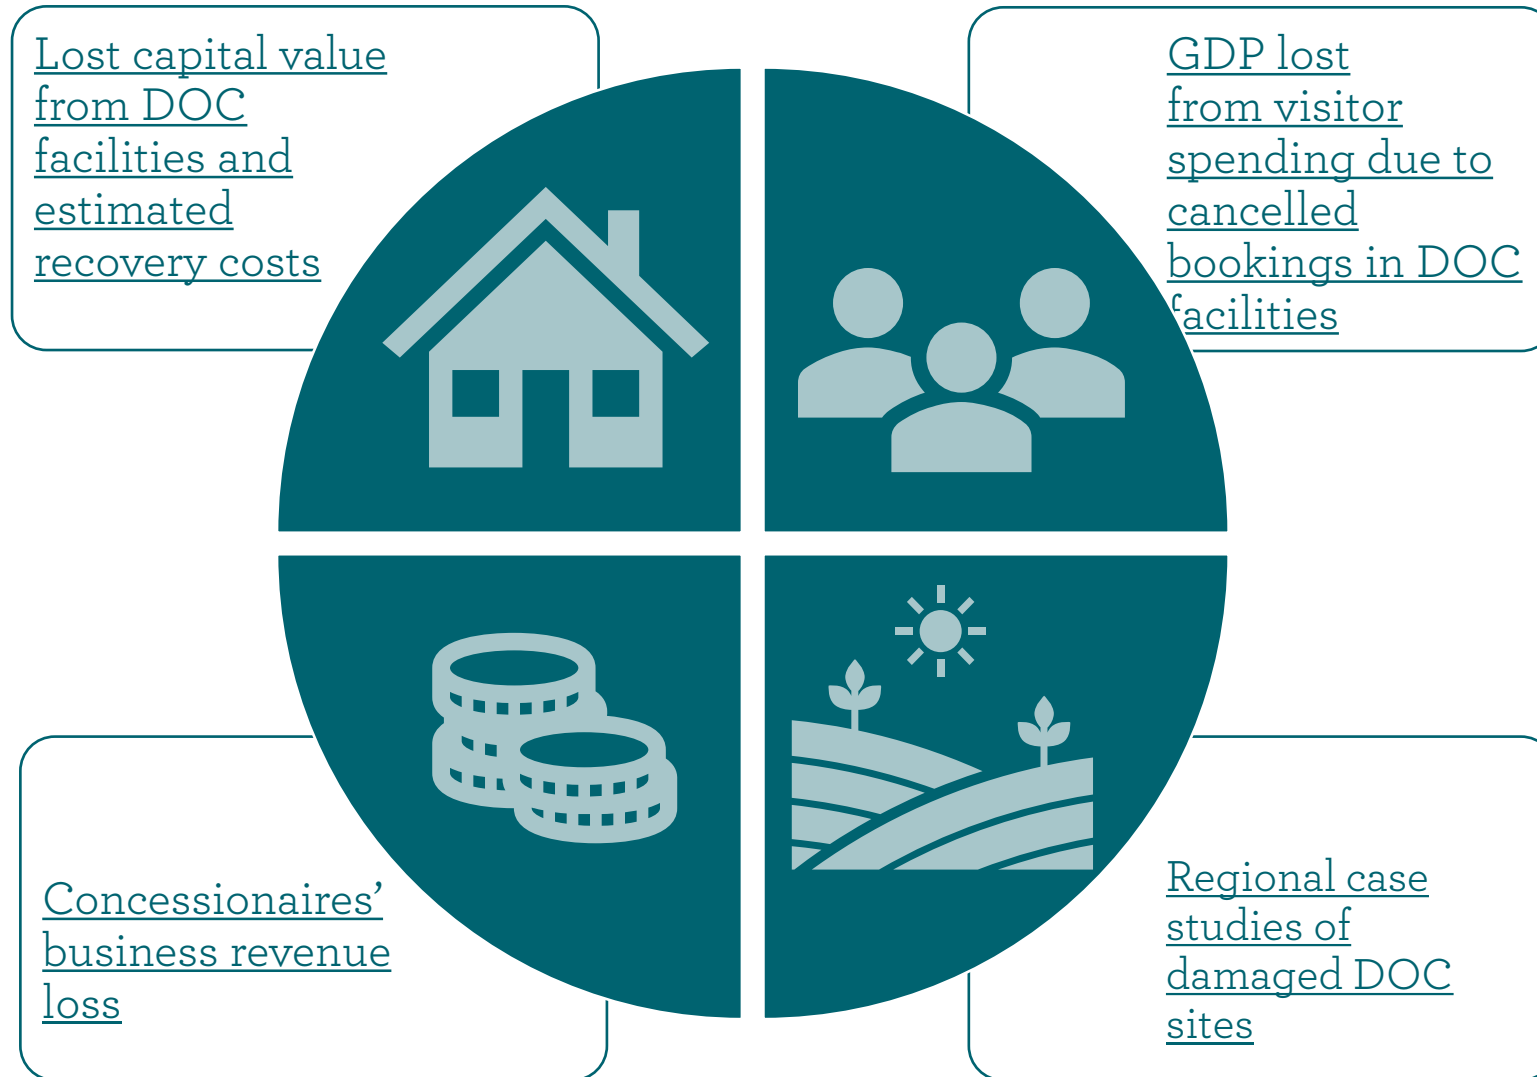 Lost capital value
from DOC
facilities and
estimated
recovery costs
GDP lost
from visitor
spending due to
cancelled
bookings in DOC
facilities
Concessionaires’
business revenue
loss
Regional case
studies of
damaged DOC
sites